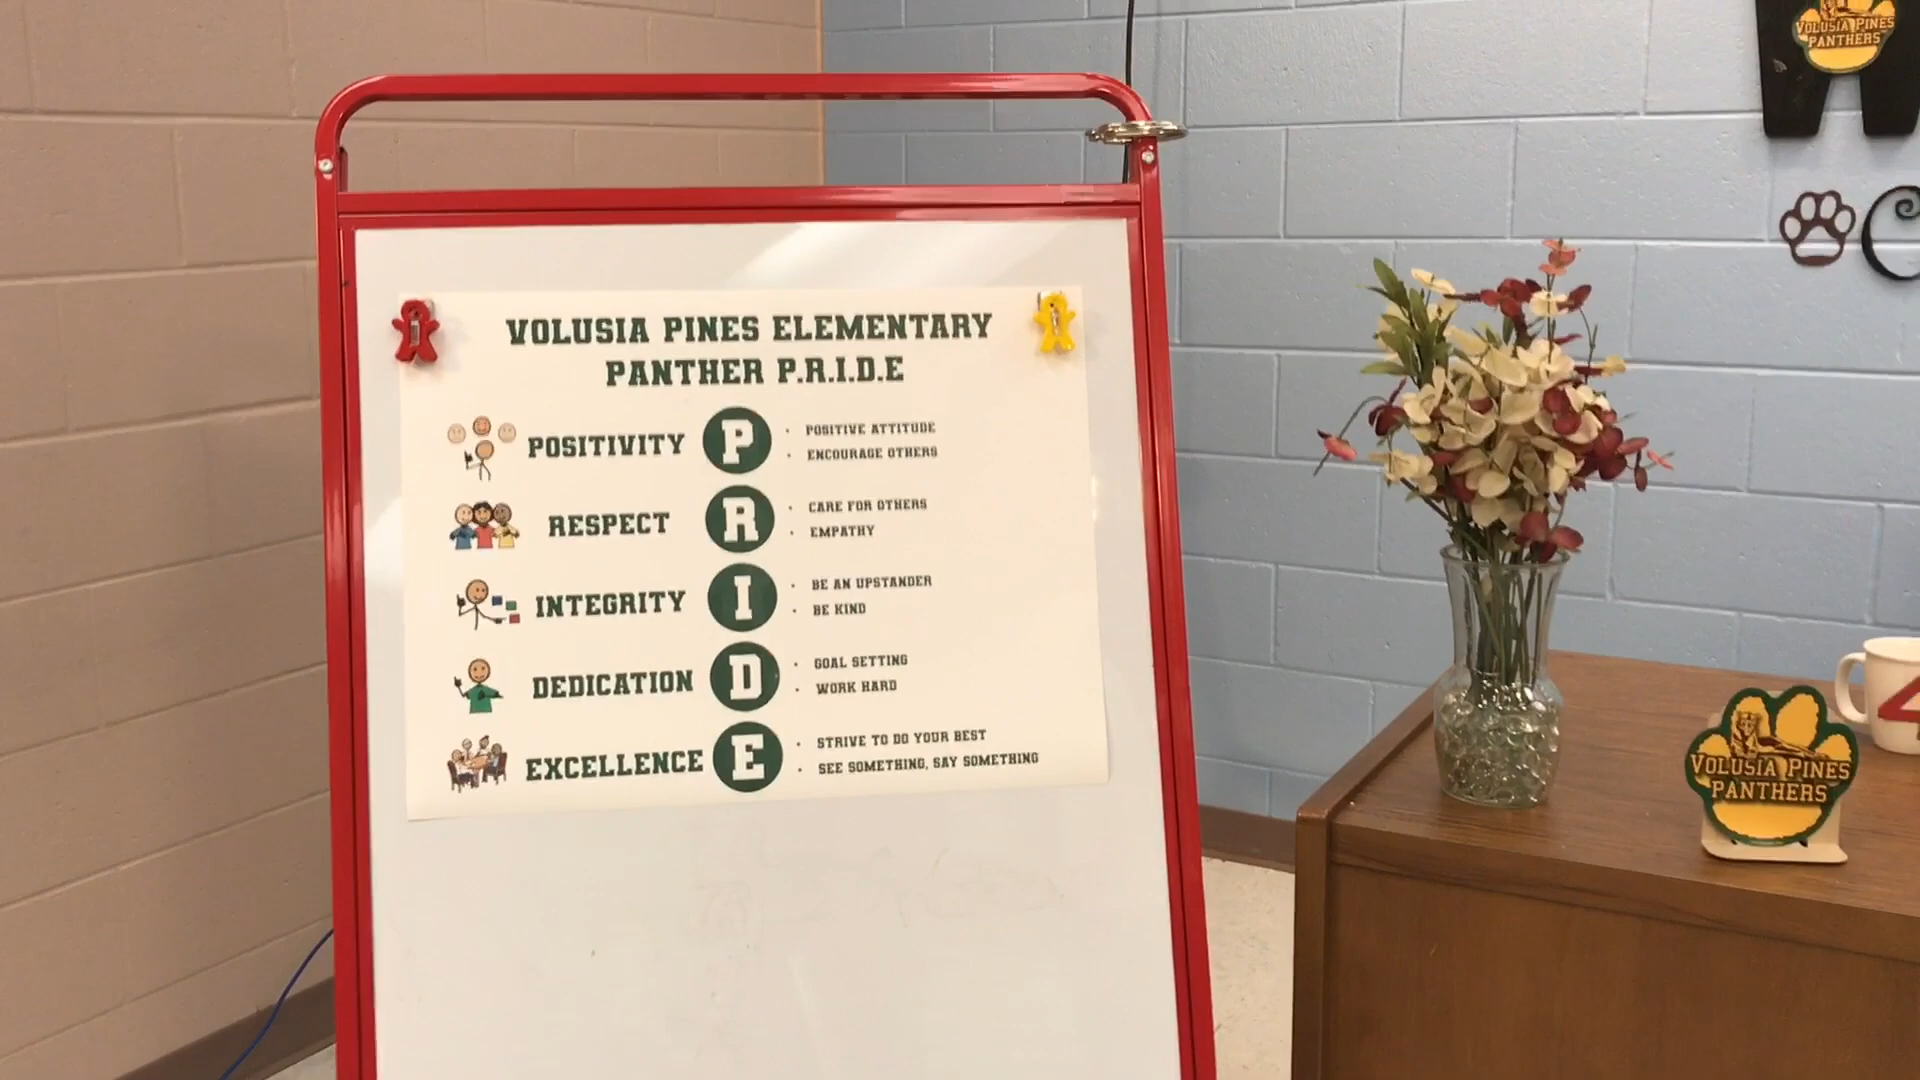 VOLUSIA PINES
PANTHERS
VOLUSIA PINES ELEMENTARY
PANTHER P.R.I.D.E
POSITIVITY P
• POSITIVE ATTITUDE
• ENCOURAGE OTHERS
RESPECT R
• CARE FOR OTHERS
• EMPATHY
INTEGRITY I
• BE AN UPSTANDER
• BE KIND
DEDICATION D
• GOAL SETTING
• WORK HARD
EXCELLENCE E
• STRIVE TO DO YOUR BEST
• SEE SOMETHING, SAY SOMETHING
VOLUSIA PINES
PANTHERS
4